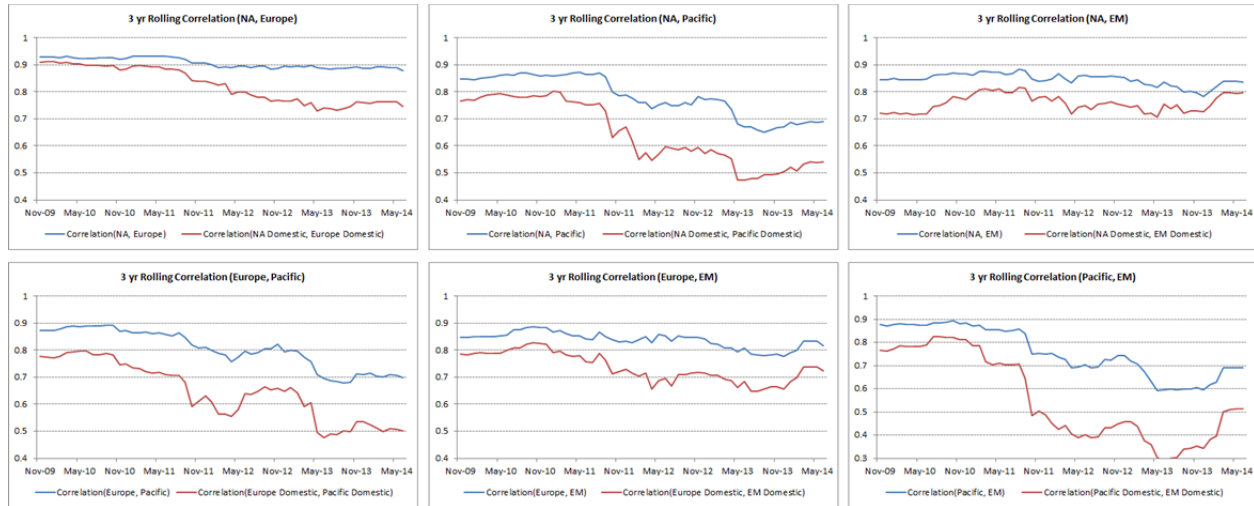 3 yr Rolling Correlation (NA, Europe)
1
0.9
0.8
0.7
0.6
0.5
0.4
Nov-09 May-10 Nov-10 May-11 Nov-11 May-12 Nov-12 May-13 Nov-13 May-14
Correlation(NA, Europe) Correlation(NA Domestic, Europe Domestic)
3 yr Rolling Correlation (NA, Pacific)
1
0.9
0.8
0.7
0.6
0.5
0.4
Nov-09 May-10 Nov-10 May-11 Nov-11 May-12 Nov-12 May-13 Nov-13 May-14
Correlation(NA, Pacific) Correlation(NA Domestic, Pacific Domestic)
3 yr Rolling Correlation (NA, EM)
1
0.9
0.8
0.7
0.6
0.5
0.4
Nov-09 May-10 Nov-10 May-11 Nov-11 May-12 Nov-12 May-13 Nov-13 May-14
Correlation(NA, EM) Correlation(NA Domestic, EM Domestic)
3 yr Rolling Correlation (Europe, Pacific)
1
0.9
0.8
0.7
0.6
0.5
0.4
Nov-09 May-10 Nov-10 May-11 Nov-11 May-12 Nov-12 May-13 Nov-13 May-14
Correlation(Europe, Pacific) Correlation(Europe Domestic, Pacific Domestic)
3 yr Rolling Correlation (Europe, EM)
1
0.9
0.8
0.7
0.6
0.5
0.4
Nov-09 May-10 Nov-10 May-11 Nov-11 May-12 Nov-12 May-13 Nov-13 May-14
Correlation(Europe, EM) Correlation(Europe Domestic, EM Domestic)
3 yr Rolling Correlation (Pacific, EM)
1
0.9
0.8
0.7
0.6
0.5
0.4
0.3
Nov-09 May-10 Nov-10 May-11 Nov-11 May-12 Nov-12 May-13 Nov-13 May-14
Correlation(Pacific, EM) Correlation(Pacific Domestic, EM Domestic)